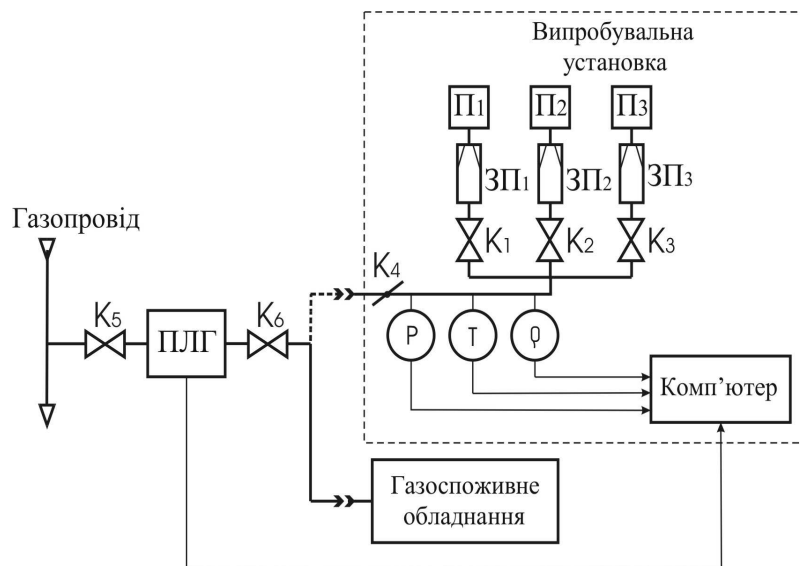 Випробувальна
установка
П1
П2
П3
ЗП1
ЗП2
ЗП3
Газопровід
K1
K2
K3
K4
K5
ПЛГ
K6
P
T
Q
Комп’ютер
Газоспоживне
обладнання